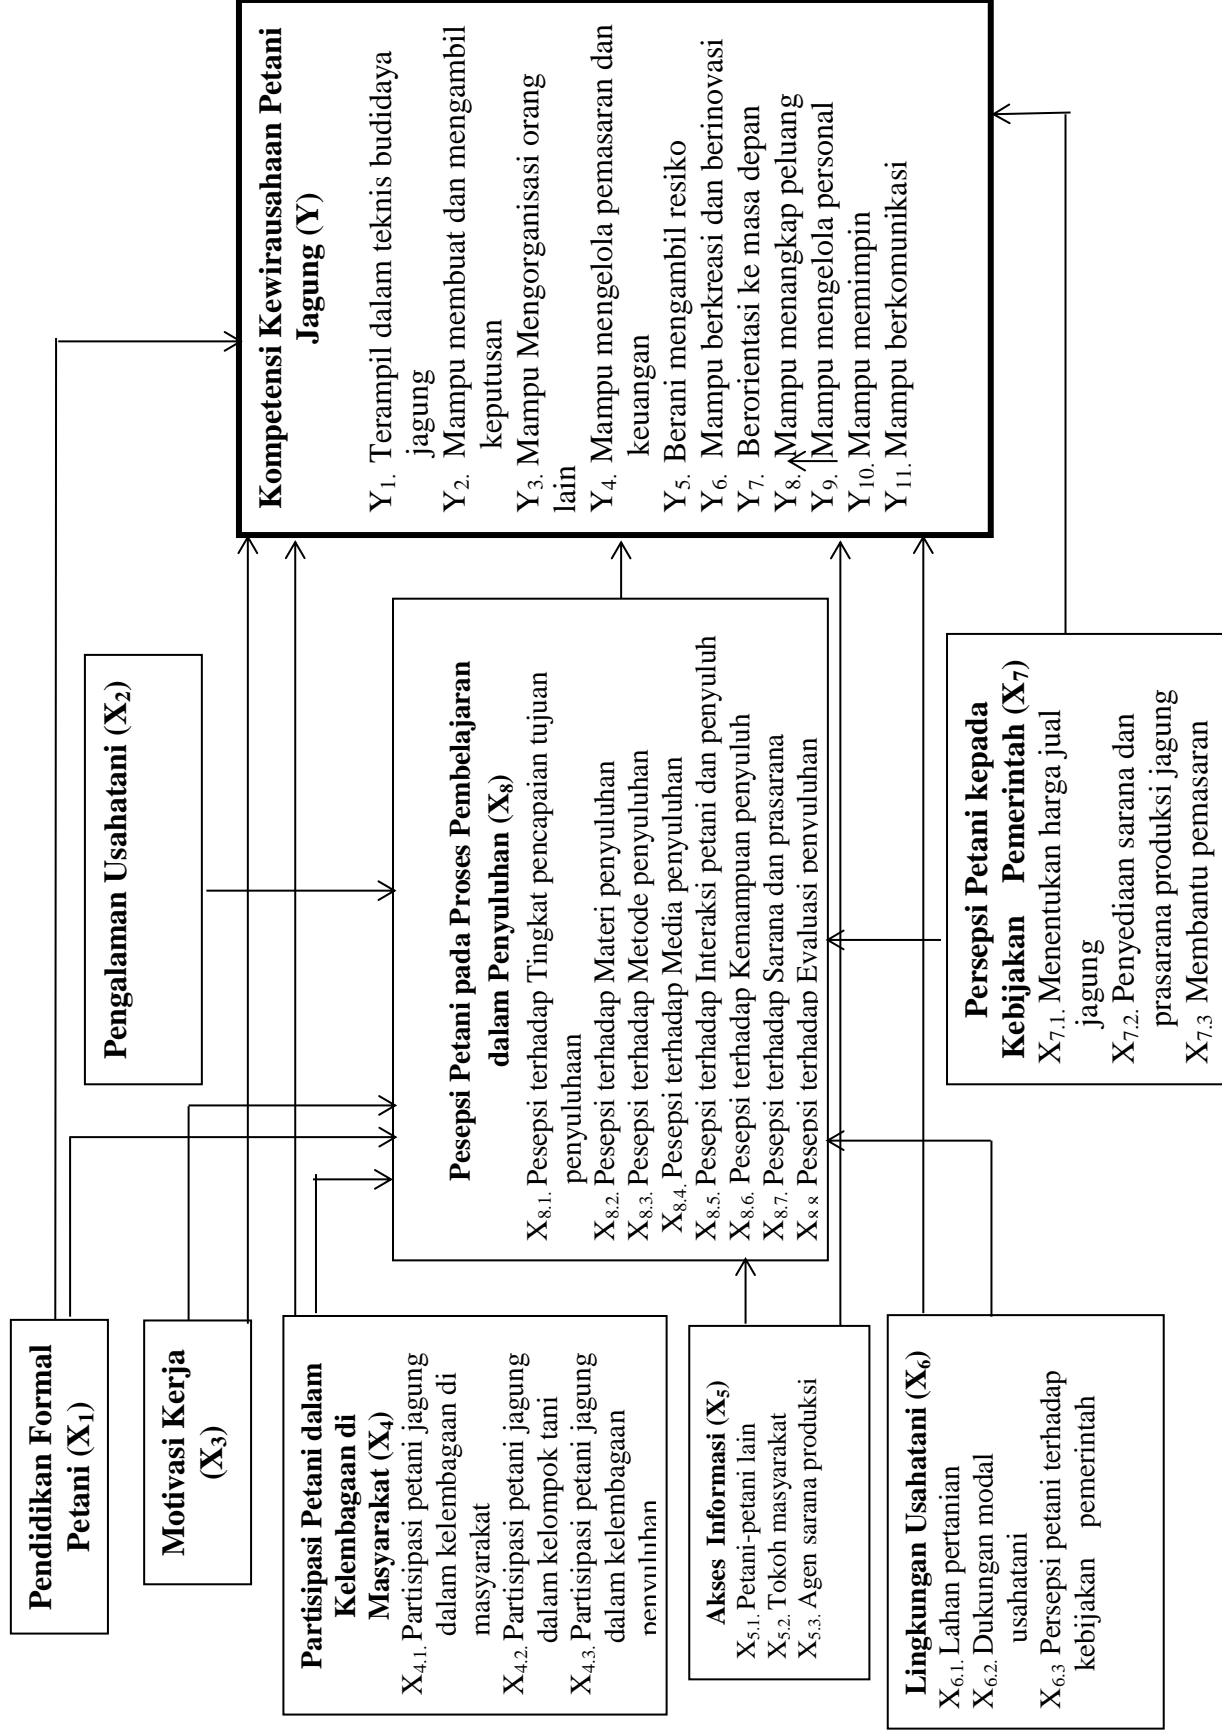 Pendidikan Formal
Petani (X1)
Motivasi Kerja
(X3)
Partisipasi Petani dalam
Kelembagaan di
Masyarakat (X4)
X4.1. Partisipasi petani jagung
dalam kelembagaan di
masyarakat
X4.2. Partisipasi petani jagung
dalam kelompok tani
X4.3. Partisipasi petani jagung
dalam kelembagaan
penyuluhan
Akses Informasi (X5)
X5.1. Petani-petani lain
X5.2. Tokoh masyarakat
X5.3. Agen sarana produksi
Lingkungan Usahatani (X6)
X6.1. Lahan pertanian
X6.2. Dukungan modal
usahatani
X6.3 Persepsi petani terhadap
kebijakan pemerintah
Pengalaman Usahatani (X2)
Pesepsi Petani pada Proses Pembelajaran
dalam Penyuluhan (X8)
X8.1. Pesepsi terhadap Tingkat pencapaian tujuan
penyuluhaan
X8.2. Pesepsi terhadap Materi penyuluhan
X8.3. Pesepsi terhadap Metode penyuluhan
X8.4. Pesepsi terhadap Media penyuluhan
X8.5. Pesepsi terhadap Interaksi petani dan penyuluh
X8.6. Pesepsi terhadap Kemampuan penyuluh
X8.7. Pesepsi terhadap Sarana dan prasarana
X8.8 Pesepsi terhadap Evaluasi penyuluhan
Persepsi Petani kepada
Kebijakan Pemerintah (X7)
X7.1. Menentukan harga jual
jagung
X7.2. Penyediaan sarana dan
prasarana produksi jagung
X7.3 Membantu pemasaran
Kompetensi Kewirausahaan Petani
Jagung (Y)
Y1. Terampil dalam teknis budidaya
jagung
Y2. Mampu membuat dan mengambil
keputusan
Y3. Mampu Mengorganisasi orang
lain
Y4. Mampu mengelola pemasaran dan
keuangan
Y5. Berani mengambil resiko
Y6. Mampu berkreasi dan berinovasi
Y7. Berorientasi ke masa depan
Y8. Mampu menangkap peluang
Y9. Mampu mengelola personal
Y10. Mampu memimpin
Y11. Mampu berkomunikasi